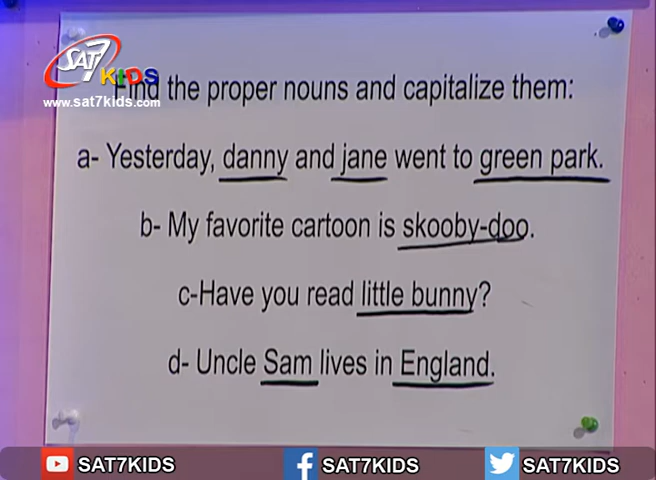 SAT7
KIDS
www.sat7kids.com
Find the proper nouns and capitalize them:
a- Yesterday, danny and jane went to green park.
b- My favorite cartoon is skooby-doo.
c-Have you read little bunny?
d- Uncle Sam lives in England.
SAT7KIDS SAT7KIDS SAT7KIDS